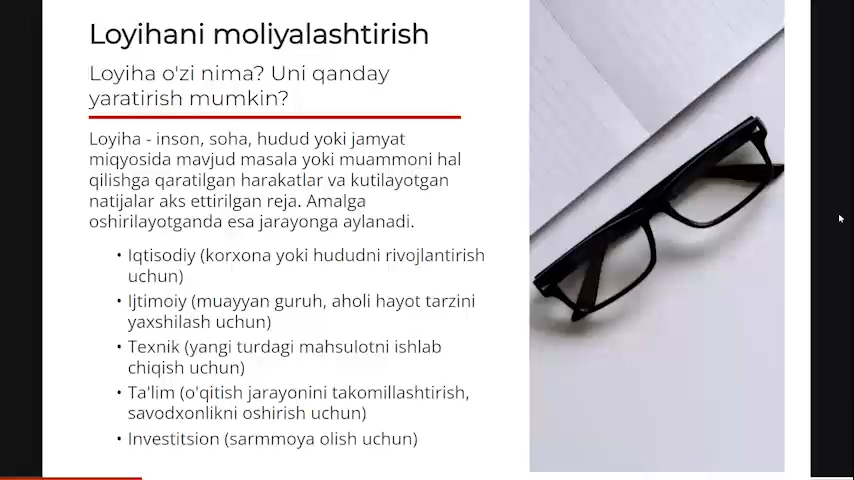 Loyihani moliyalashtirish
Loyiha o'zi nima? Uni qanday
yaratirish mumkin?
Loyiha - inson, soha, hudud yoki jamyat
miqyosida mavjud masala yoki muammoni hal
qilishga qaratilgan harakatlar va kutilayotgan
natijalar aks ettirilgan reja. Amalga
oshirilayotganda esa jarayonga aylanadi.
• Iqtisodiy (korxona yoki hududni rivojlantirish
uchun)
• Ijtimoiy (muayyan guruh, aholi hayot tarzini
yaxshilash uchun)
• Texnik (yangi turdagi mahsulotni ishlab
chiqish uchun)
• Ta'lim (o'qitish jarayonini takomillashtirish,
savodxonlikni oshirish uchun)
• Investitsion (sarmmoya olish uchun)